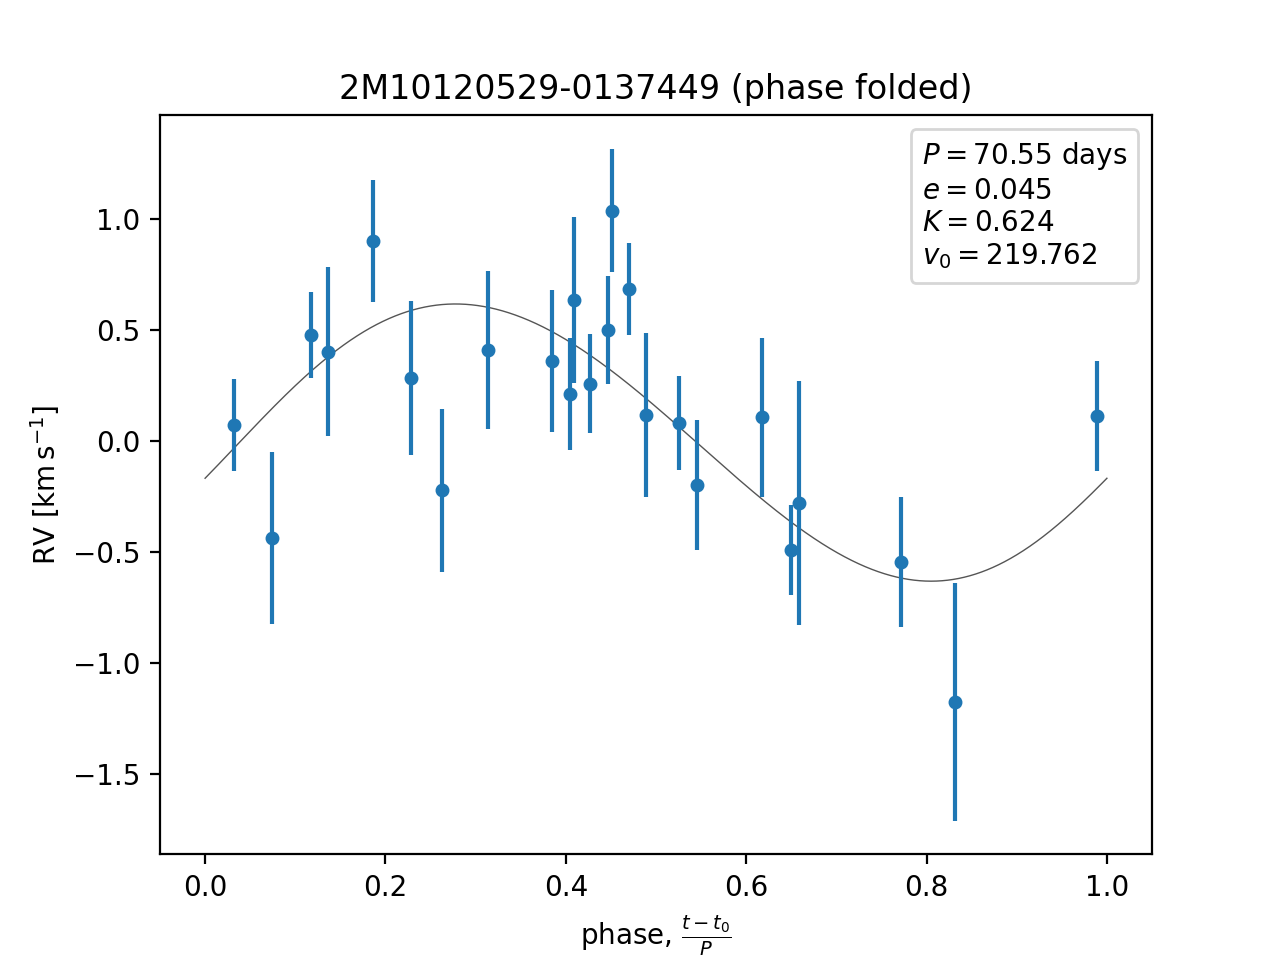 2M10120529-0137449 (phase folded)
P = 70.55 days
e = 0.045
K = 0.624
v₀ = 219.762
RV [km s⁻¹]
1.0
0.5
0.0
−0.5
−1.0
−1.5
0.0 0.2 0.4 0.6 0.8 1.0
phase, (t − t₀)/P